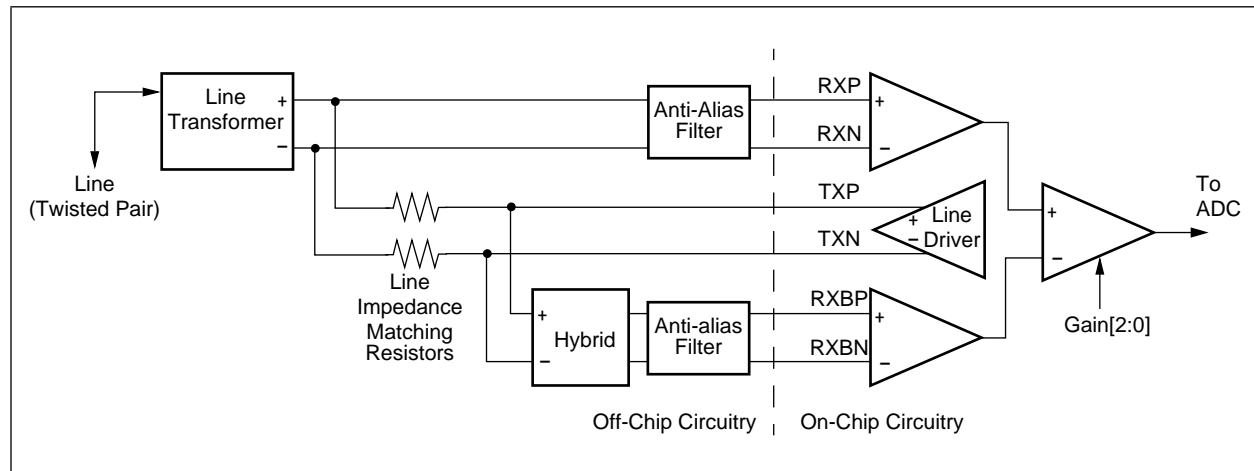 Line
Transformer
+
−
Line
(Twisted Pair)
Anti-Alias
Filter
RXP
RXN
+
−
TXP
TXN
+
−
Line
Driver
To
ADC
+
−
Gain[2:0]
Line
Impedance
Matching
Resistors
+
−
Hybrid
Anti-alias
Filter
RXBP
RXBN
+
−
Off-Chip Circuitry
On-Chip Circuitry